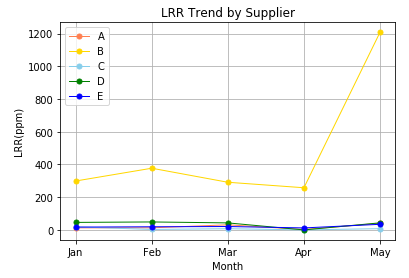 LRR Trend by Supplier
1200
1000
800
600
400
200
0
LRR(ppm)
A
B
C
D
E
Jan Feb Mar Apr May
Month